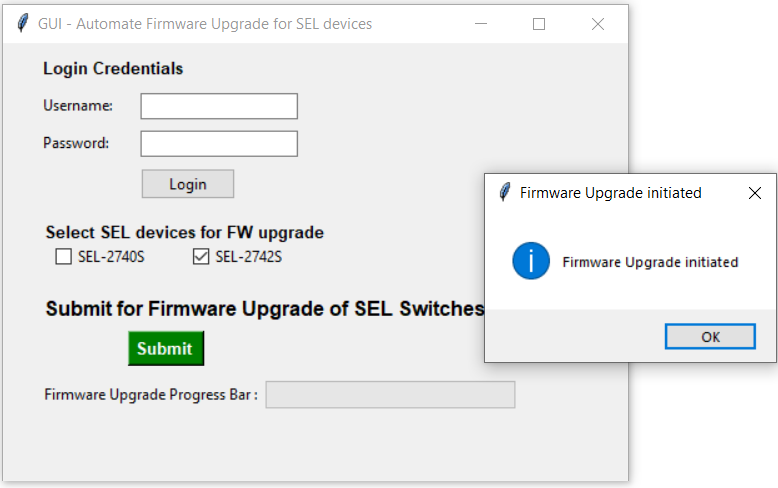 GUI - Automate Firmware Upgrade for SEL devices
Login Credentials
Username:
Password:
Login
Firmware Upgrade initiated
Firmware Upgrade initiated
OK
Select SEL devices for FW upgrade
SEL-2740S SEL-2742S
Submit for Firmware Upgrade of SEL Switches
Submit
Firmware Upgrade Progress Bar :